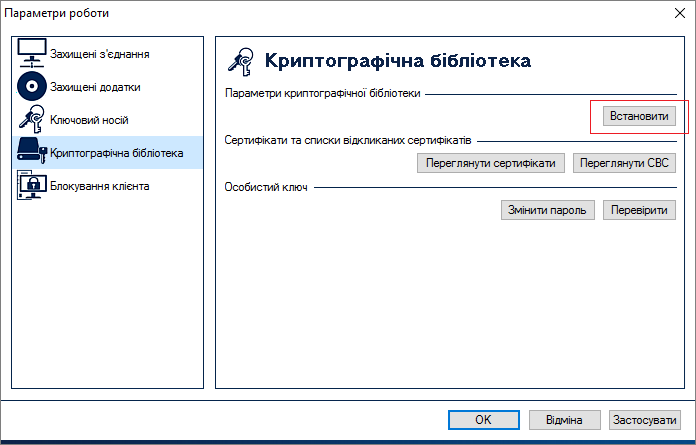 Параметри роботи
Захищені з'єднання
Захищені додатки
Ключовий носій
Криптографічна бібліотека
Блокування клієнта
Криптографічна бібліотека
Параметри криптографічної бібліотеки
Встановити
Сертифікати та списки відкликаних сертифікатів
Переглянути сертифікати Переглянути СВС
Особистий ключ
Змінити пароль Перевірити
OK Відміна Застосувати